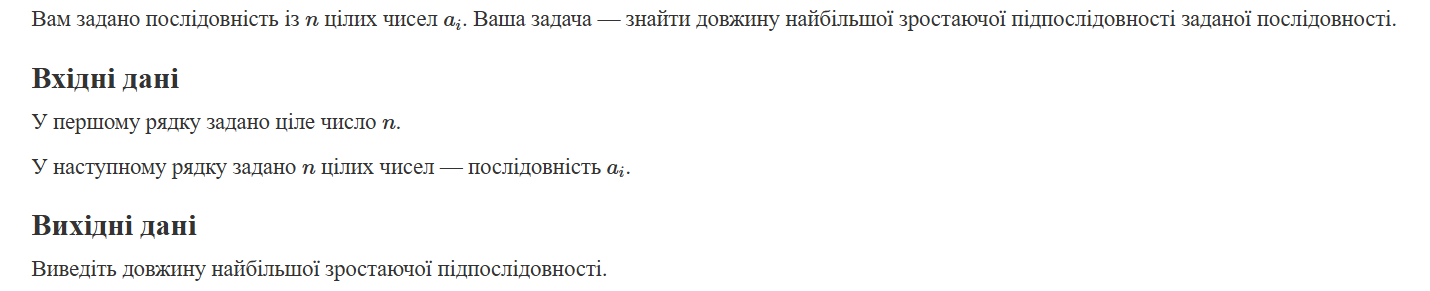 Вам задано послідовність із n цілих чисел aᵢ. Ваша задача — знайти довжину найбільшої зростаючої підпослідовності заданої послідовності.
Вхідні дані
У першому рядку задано ціле число n.
У наступному рядку задано n цілих чисел — послідовність aᵢ.
Вихідні дані
Виведіть довжину найбільшої зростаючої підпослідовності.